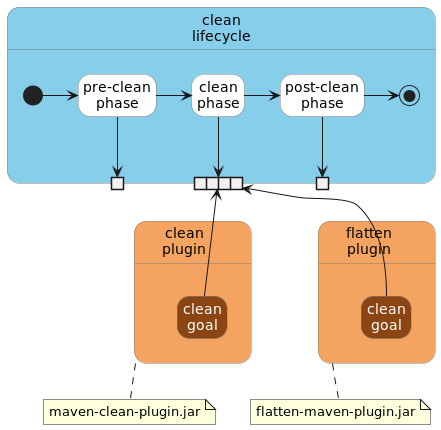 clean
lifecycle
pre-clean
phase
clean
phase
post-clean
phase
clean
plugin
flatten
plugin
clean
goal
clean
goal
maven-clean-plugin.jar
flatten-maven-plugin.jar